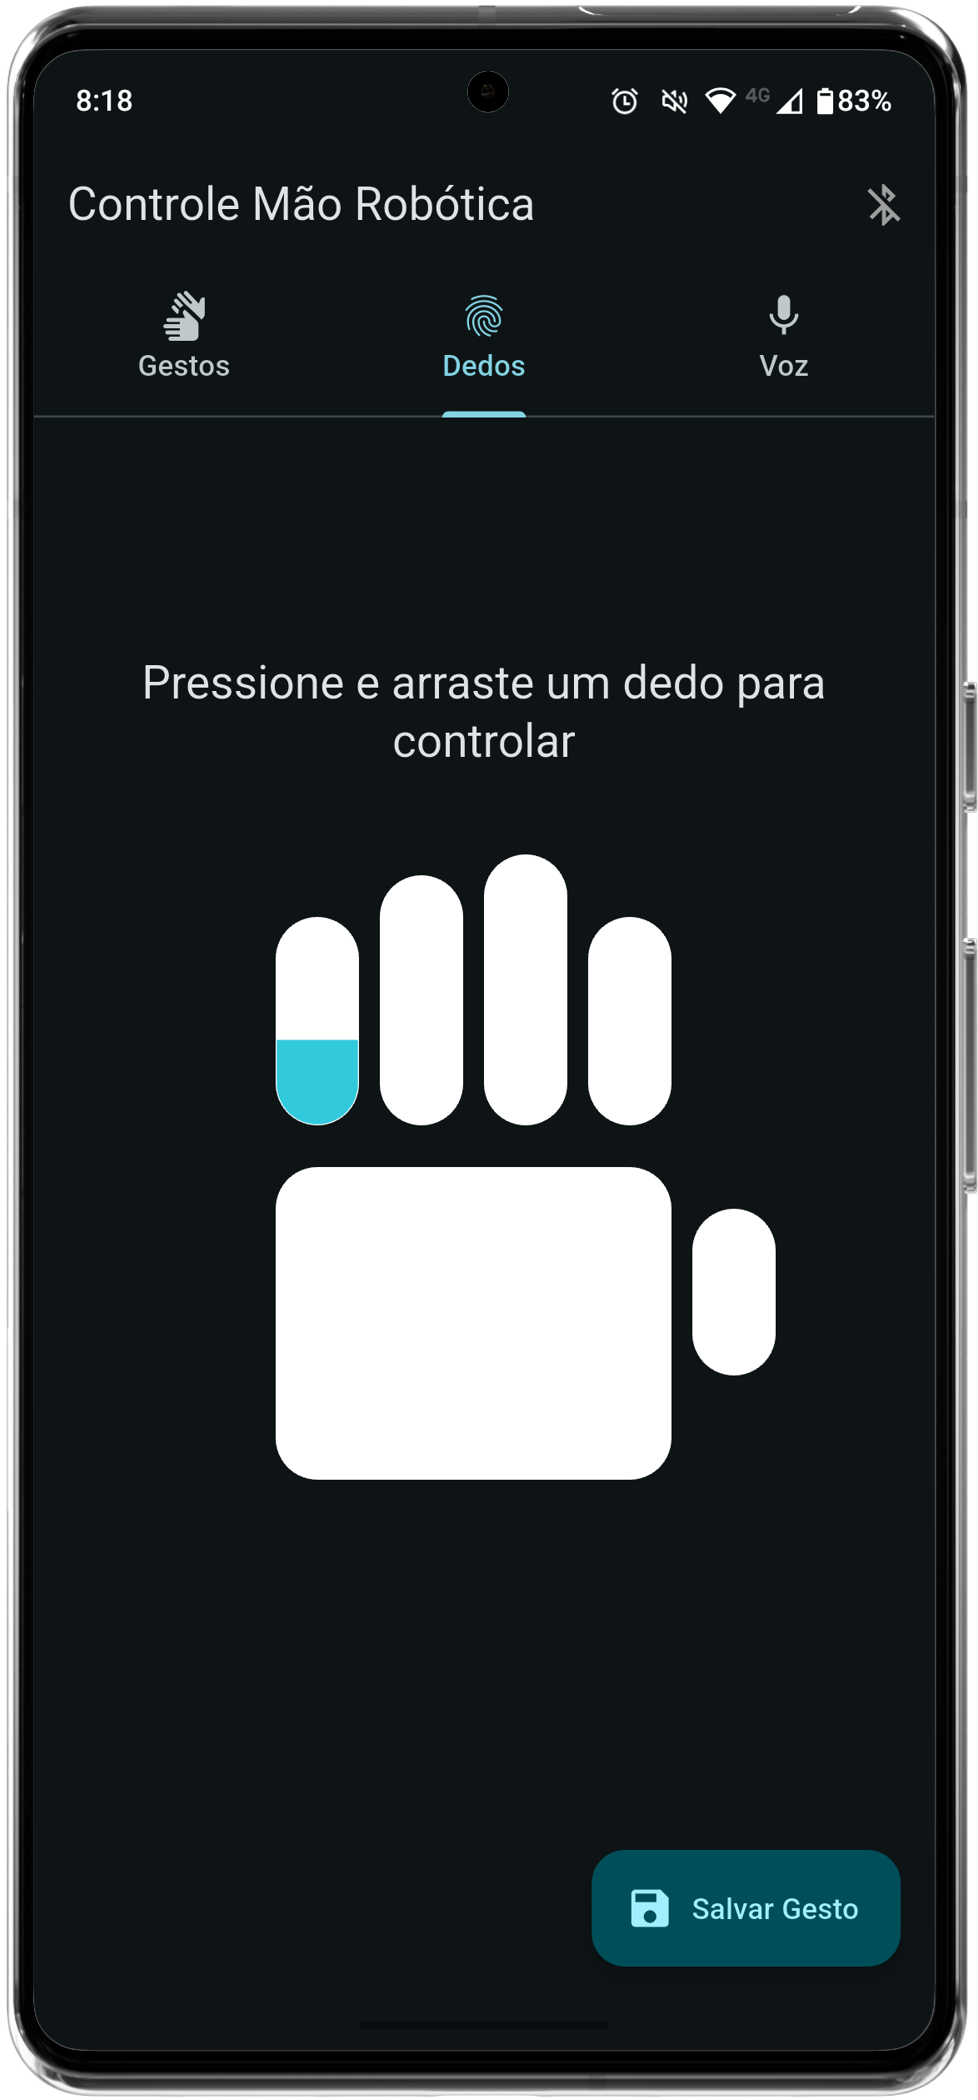 8:18
4G
83%
Controle Mão Robótica
Gestos
Dedos
Voz
Pressione e arraste um dedo para
controlar
Salvar Gesto